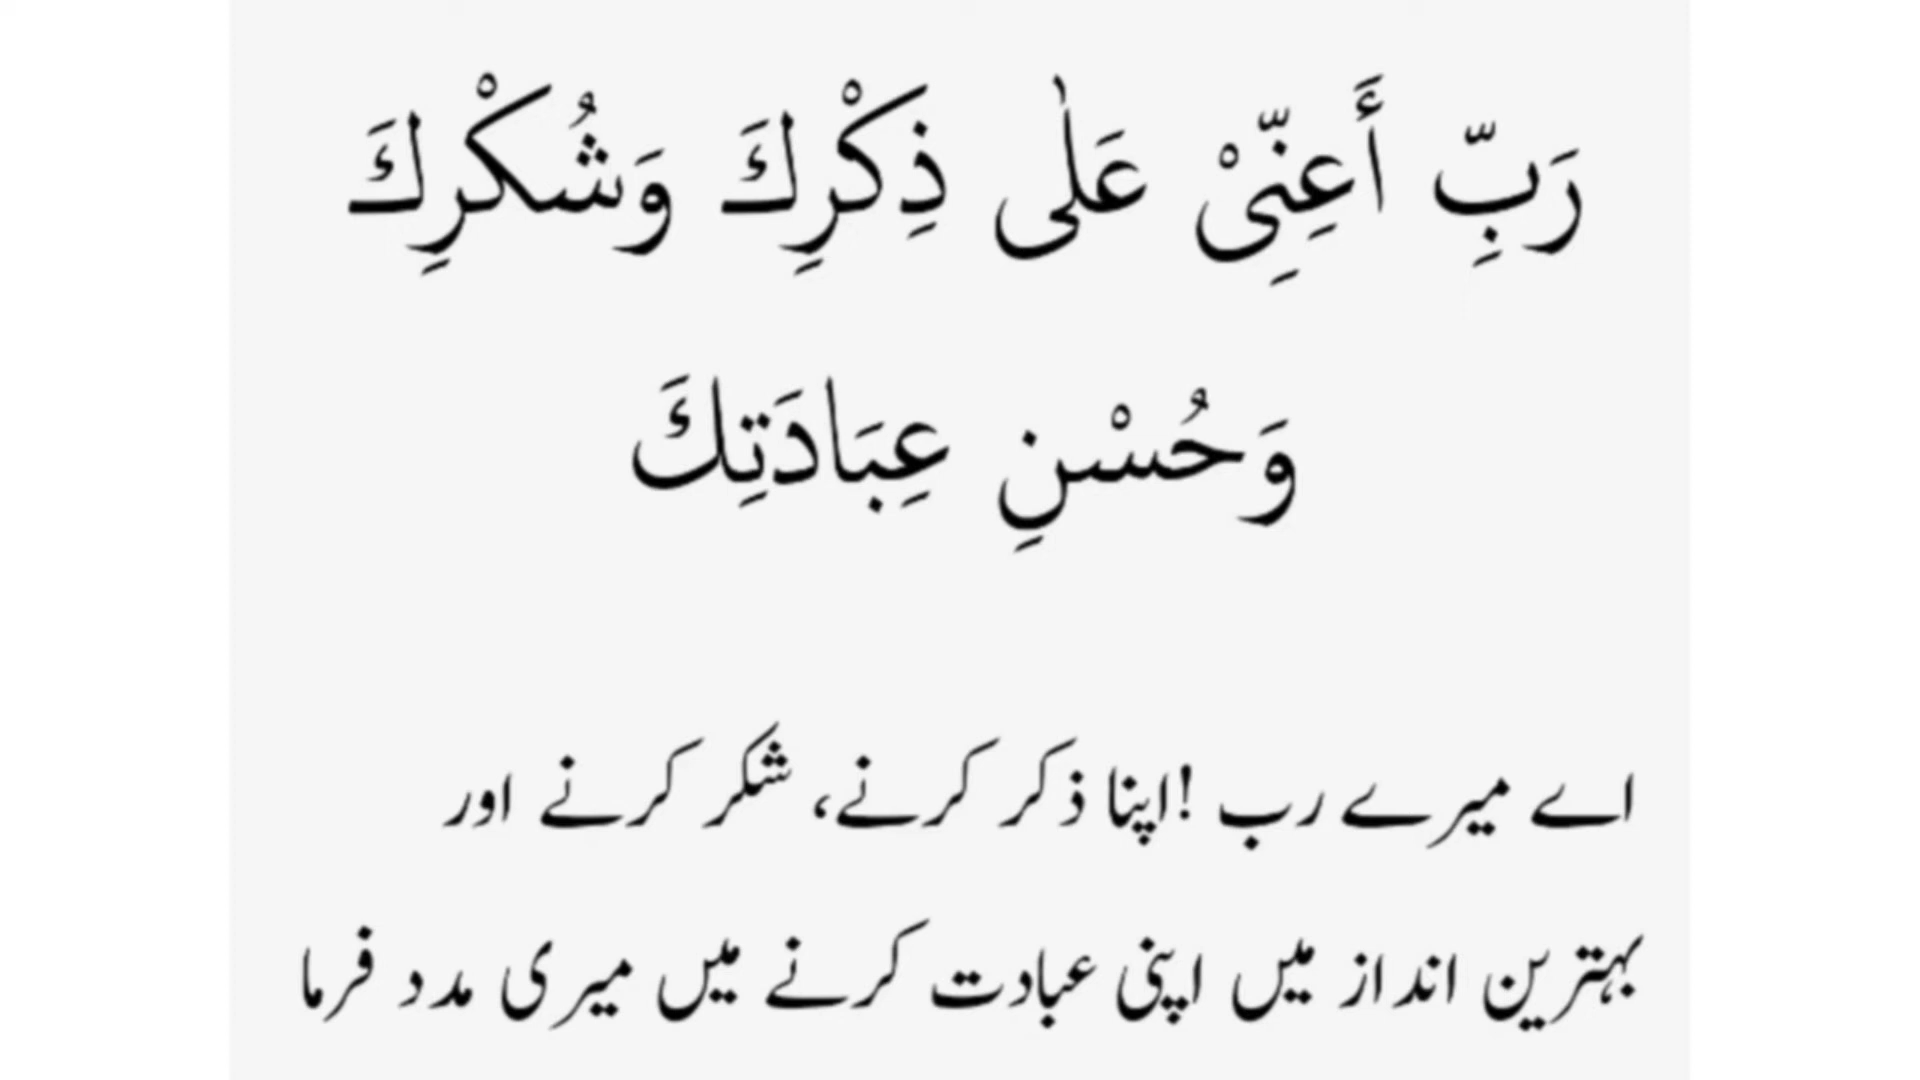 رَبِّ أَعِنِّیْ عَلٰی ذِكْرِكَ وَشُكْرِكَ
وَحُسْنِ عِبَادَتِكَ
اے میرے رب !اپنا ذکر کرنے، شکر کرنے اور
بہترین انداز میں اپنی عبادت کرنے میں میری مدد فرما